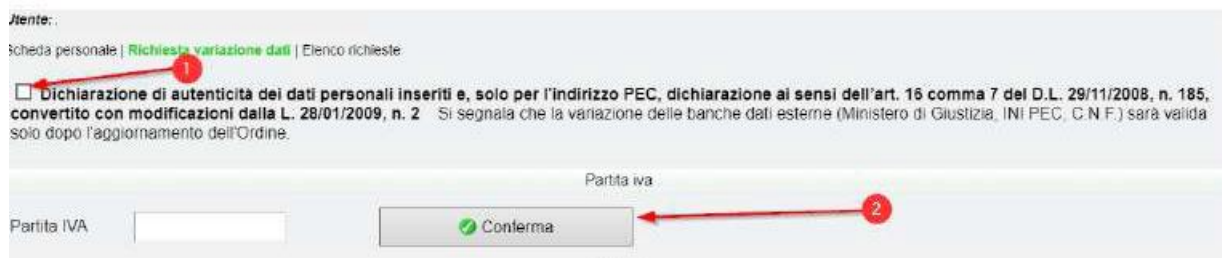 Utente:
Scheda personale | Richiesta variazione dati | Elenco richieste
1
Dichiarazione di autenticità dei dati personali inseriti e, solo per l'indirizzo PEC, dichiarazione ai sensi dell'art. 16 comma 7 del D.L. 29/11/2008, n. 185,
convertito con modificazioni dalla L. 28/01/2009, n. 2 Si segnala che la variazione delle banche dati esterne (Ministero di Giustizia, INI PEC, C.N.F.) sarà valida
solo dopo l'aggiornamento dell'Ordine.
Partita iva
2
Partita IVA Conferma